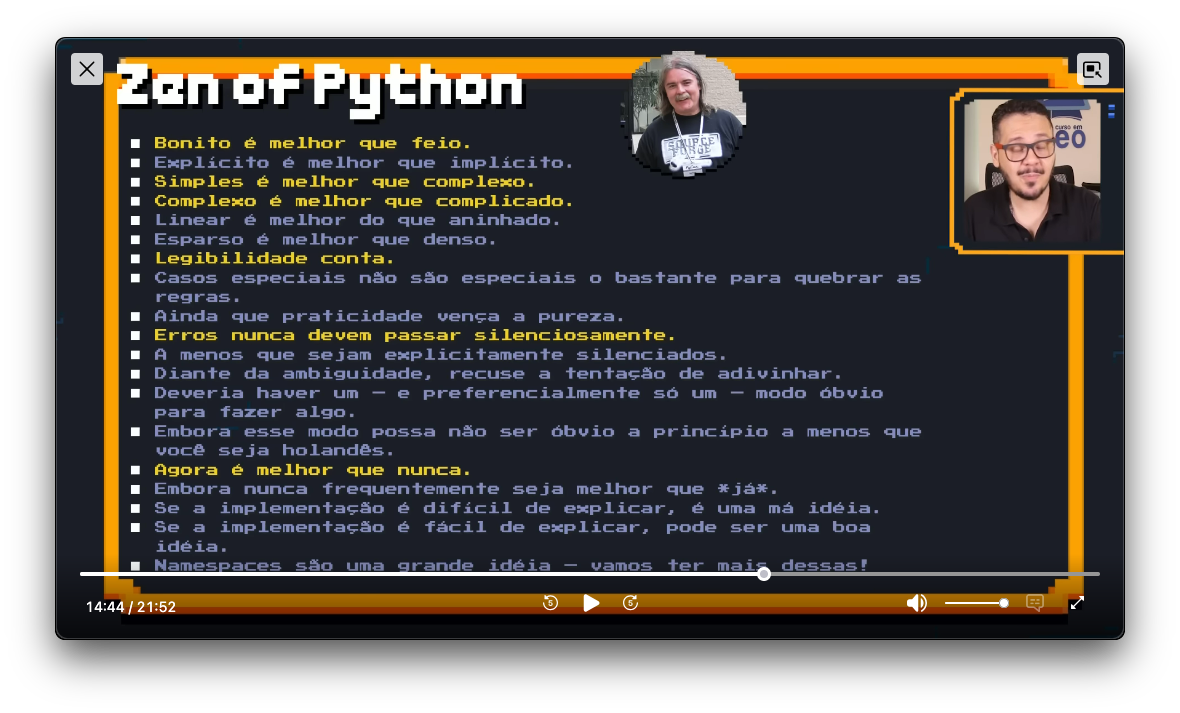 Zen of Python
Bonito é melhor que feio.
Explícito é melhor que implícito.
Simples é melhor que complexo.
Complexo é melhor que complicado.
Linear é melhor do que aninhado.
Esparso é melhor que denso.
Legibilidade conta.
Casos especiais não são especiais o bastante para quebrar as
regras.
Ainda que praticidade vença a pureza.
Erros nunca devem passar silenciosamente.
A menos que sejam explicitamente silenciados.
Diante da ambiguidade, recuse a tentação de adivinhar.
Deveria haver um — e preferencialmente só um — modo óbvio
para fazer algo.
Embora esse modo possa não ser óbvio a princípio a menos que
você seja holandês.
Agora é melhor que nunca.
Embora nunca frequentemente seja melhor que *já*.
Se a implementação é difícil de explicar, é uma má idéia.
Se a implementação é fácil de explicar, pode ser uma boa
idéia.
Namespaces são uma grande idéia — vamos ter mais dessas!
SOURCE
FORGE
curso em
eo
14:44 / 21:52
5
5